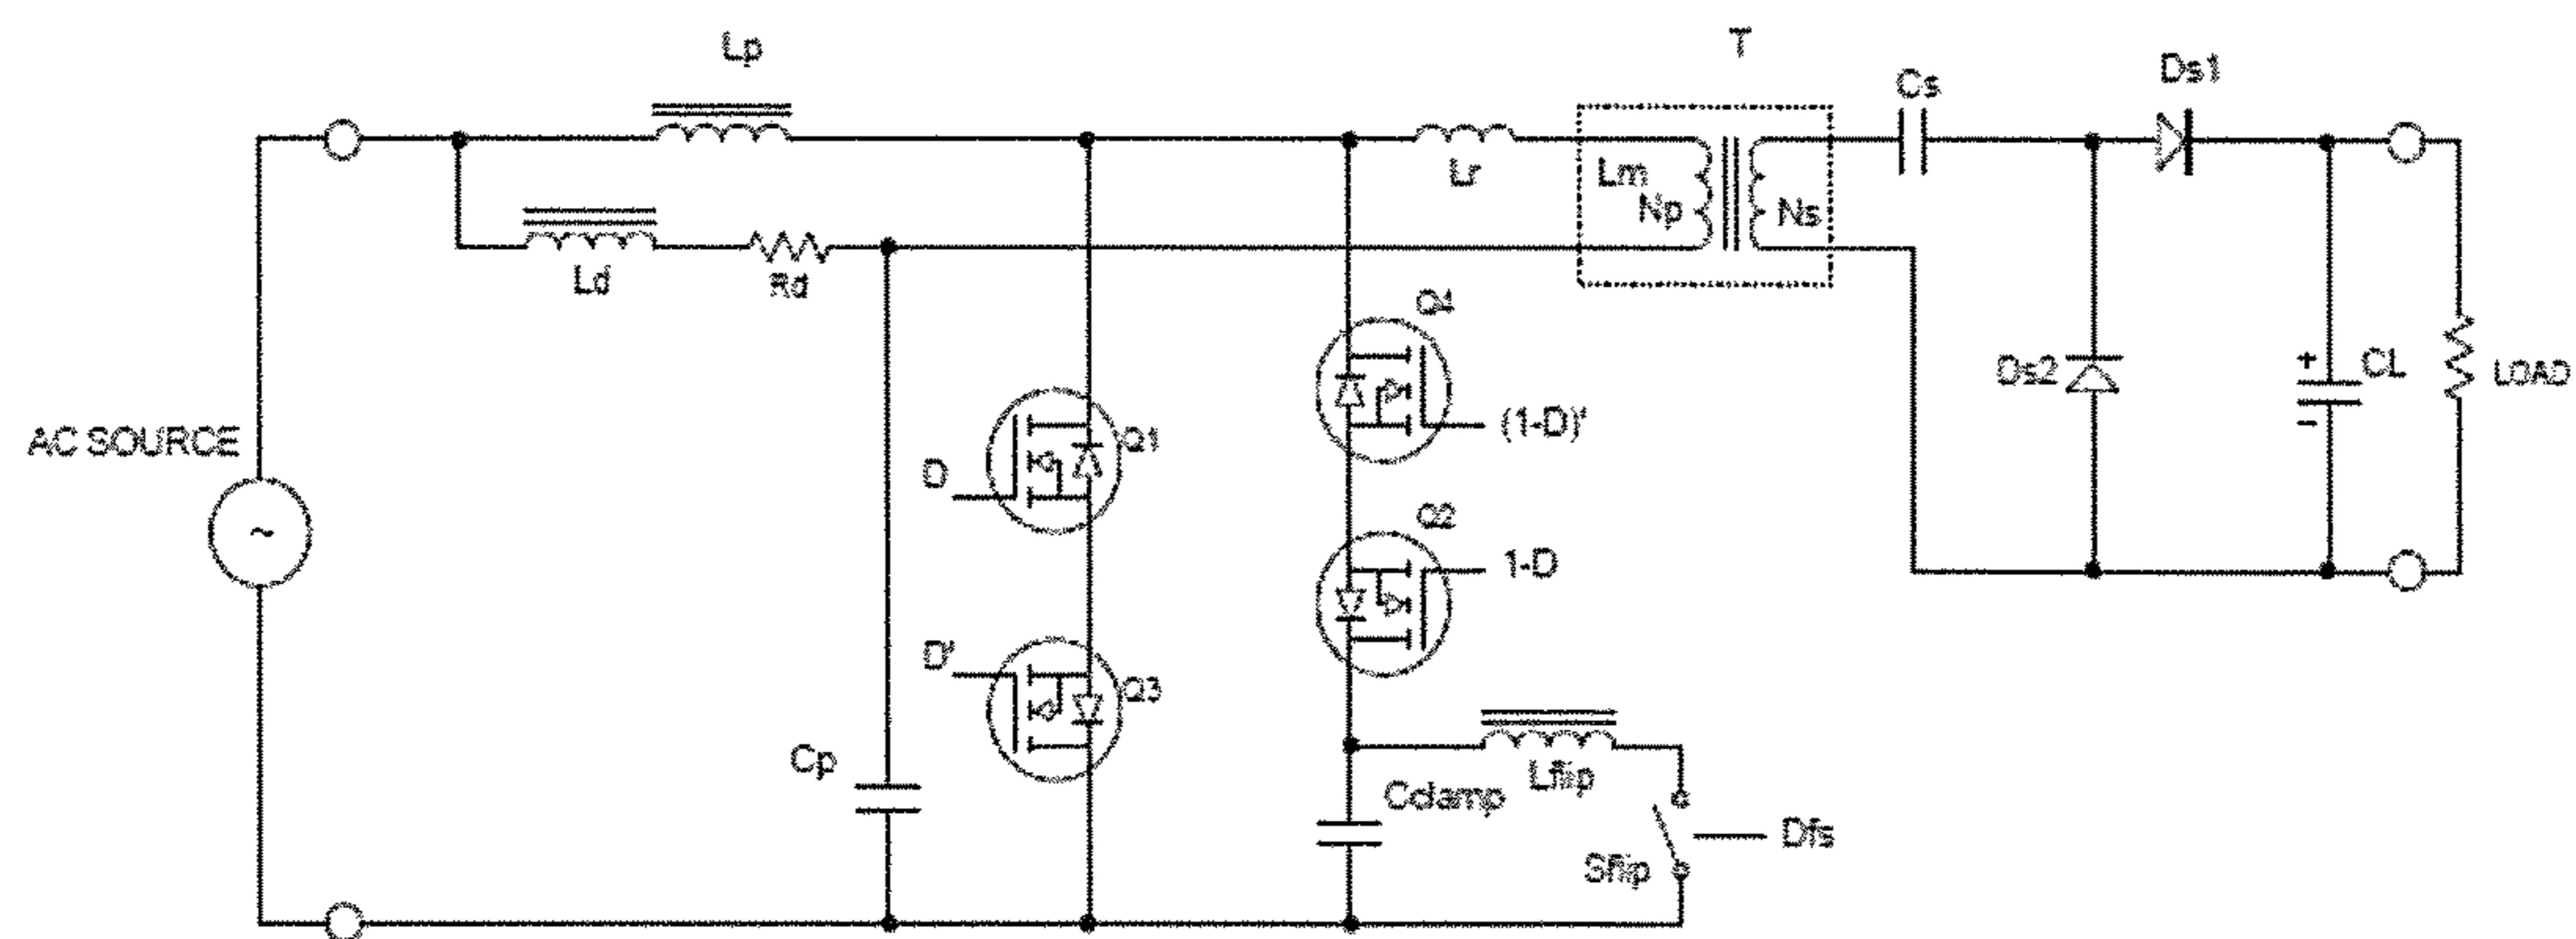 Lp
T
Cs
Ds1
Lr
Lm
Np
Ns
Ld
Rd
Q4
Ds2
+
CL
-
LOAD
(1-D)'
AC SOURCE
~
D
Q1
Q2
1-D
D'
Q3
Cp
Lflip
Cclamp
Dfs
Sflip